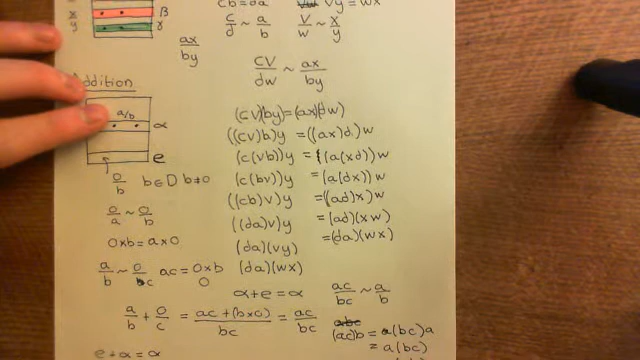 cb = da vy = wx
x β
y γ
c/d ~ a/b v/w ~ x/y
ax/by
cv/dw ~ ax/by
Addition
a/b α
e
(cv)(by) = (ax)(dw)
((cv)b)y = ((ax)d)w
(c(vb))y = (a(xd))w
(c(bv))y = (a(dx))w
((cb)v)y = ((ad)x)w
((da)v)y = (ad)(xw)
(da)(vy) = (da)(wx)
(da)(wx)
0/b b∈D b≠0
0/a ~ 0/b
0×b = a×0
a/b ~ 0/c ac = 0×b
0
α+e = α
ac/bc ~ a/b
a/b + 0/c = ac + (b×0)/bc = ac/bc
(ac)b = (bc)a
= a(bc)
e + α = α